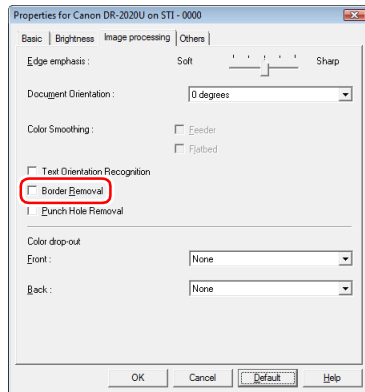 Properties for Canon DR-2020U on STI - 0000
Basic Brightness Image processing Others
Edge emphasis : Soft Sharp
Document Orientation : 0 degrees
Color Smoothing : Feeder
Flatbed
Text Orientation Recognition
Border Removal
Punch Hole Removal
Color drop-out
Front : None
Back : None
OK Cancel Default Help